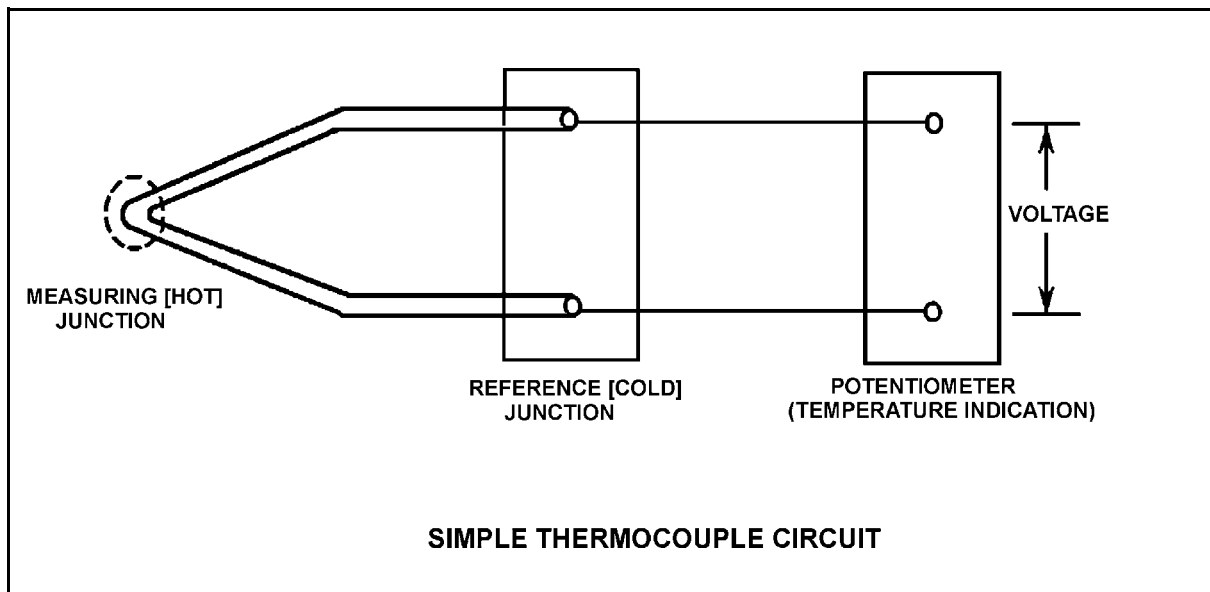 VOLTAGE
MEASURING [HOT]
JUNCTION
REFERENCE [COLD]
JUNCTION
POTENTIOMETER
(TEMPERATURE INDICATION)
SIMPLE THERMOCOUPLE CIRCUIT